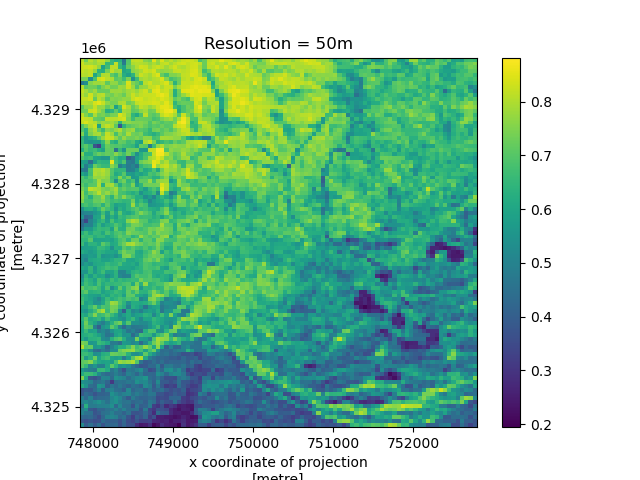 Resolution = 50m
1e6
4.329
4.328
4.327
4.326
4.325
y coordinate of projection
[metre]
748000 749000 750000 751000 752000
x coordinate of projection
[metre]
0.8
0.7
0.6
0.5
0.4
0.3
0.2